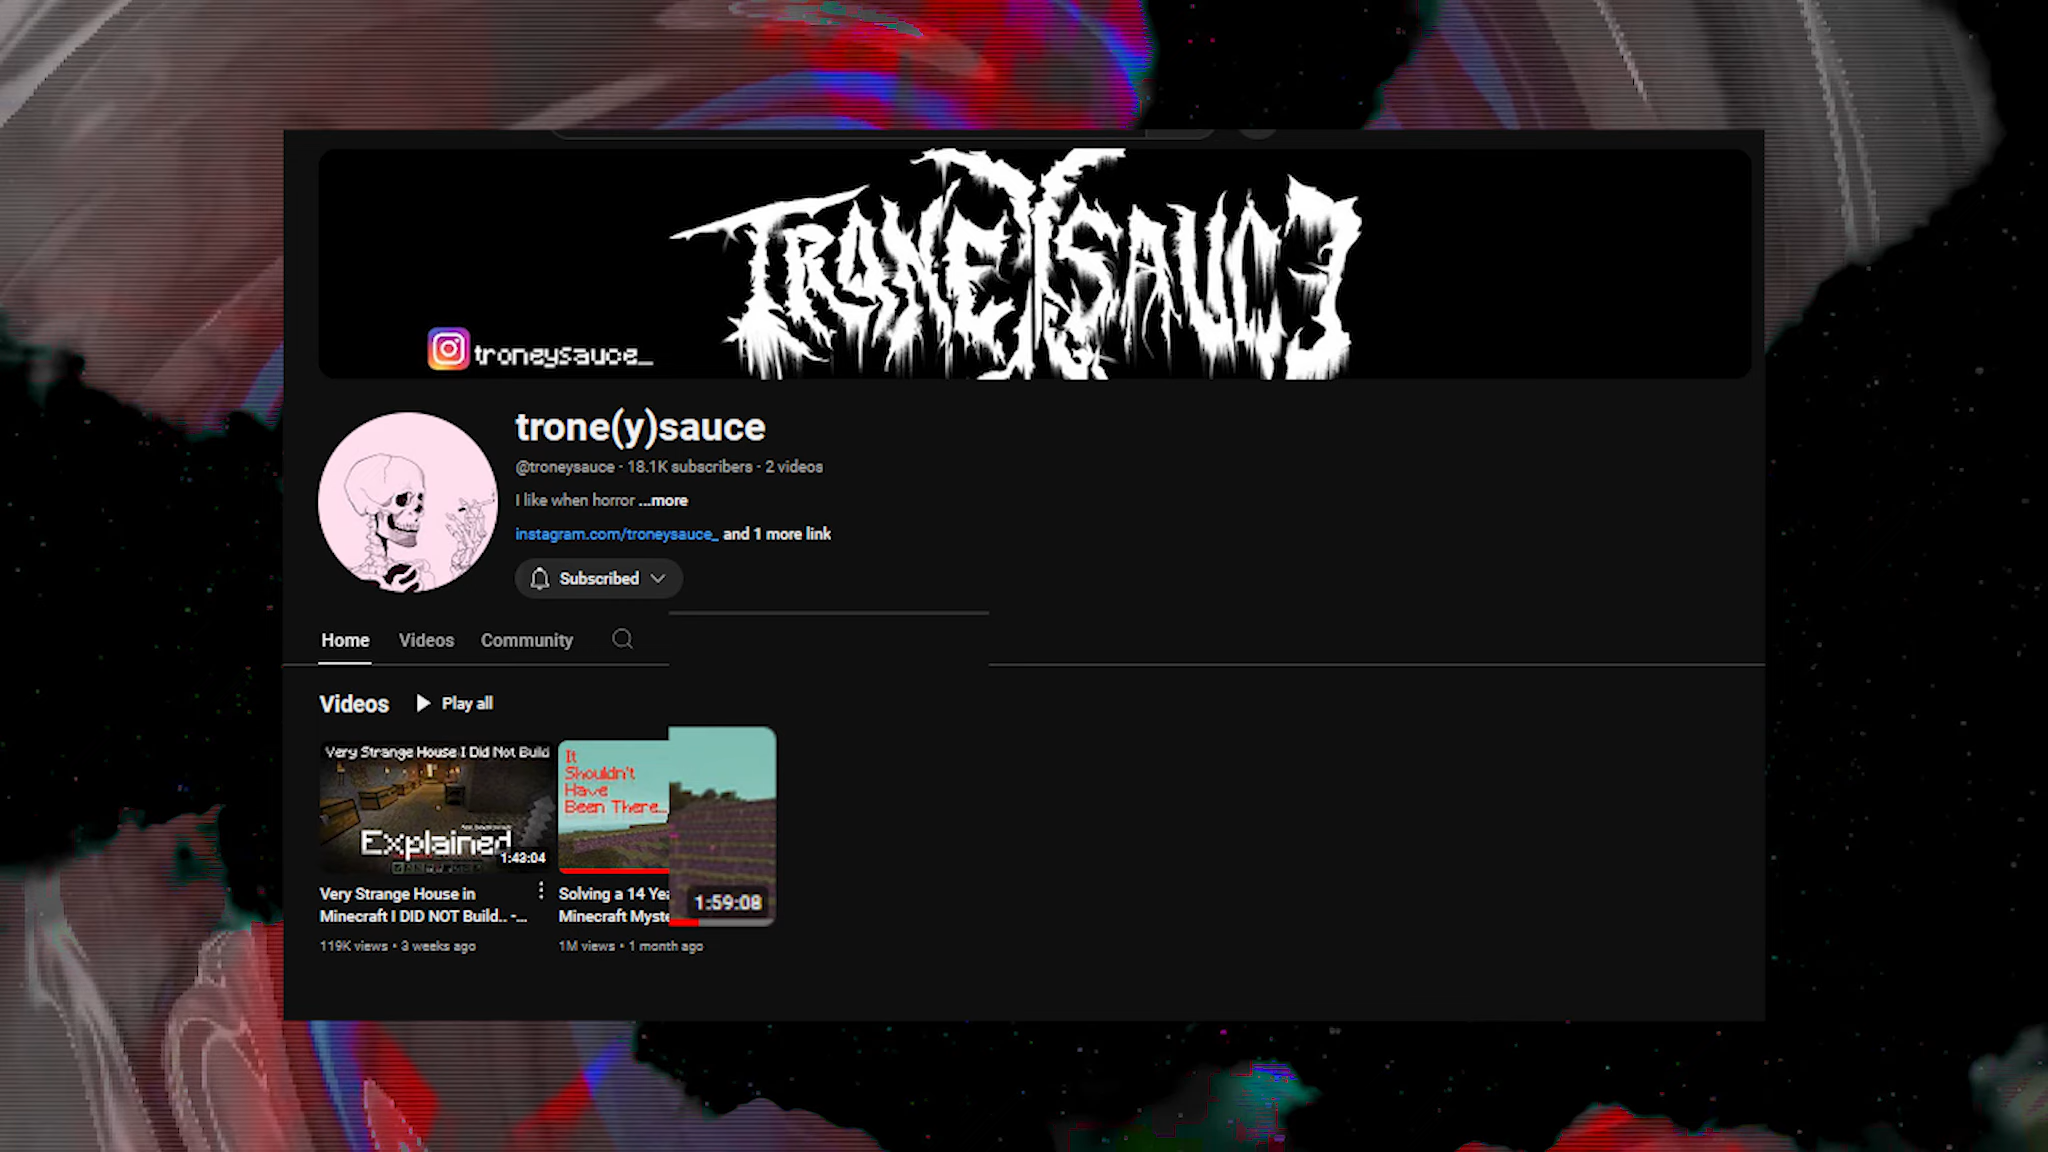 TRONEYSAUCE
troneysauce_
trone(y)sauce
@troneysauce · 18.1K subscribers · 2 videos
I like when horror ...more
instagram.com/troneysauce_ and 1 more link
Subscribed
Home Videos Community
Videos Play all
Very Strange House I Did Not Build
Explained
1:43:04
It
Shouldn't
Have
Been There...
1:59:08
Very Strange House in
Minecraft I DID NOT Build.. -...
119K views • 3 weeks ago
Solving a 14 Yea
Minecraft Myste
1M views • 1 month ago